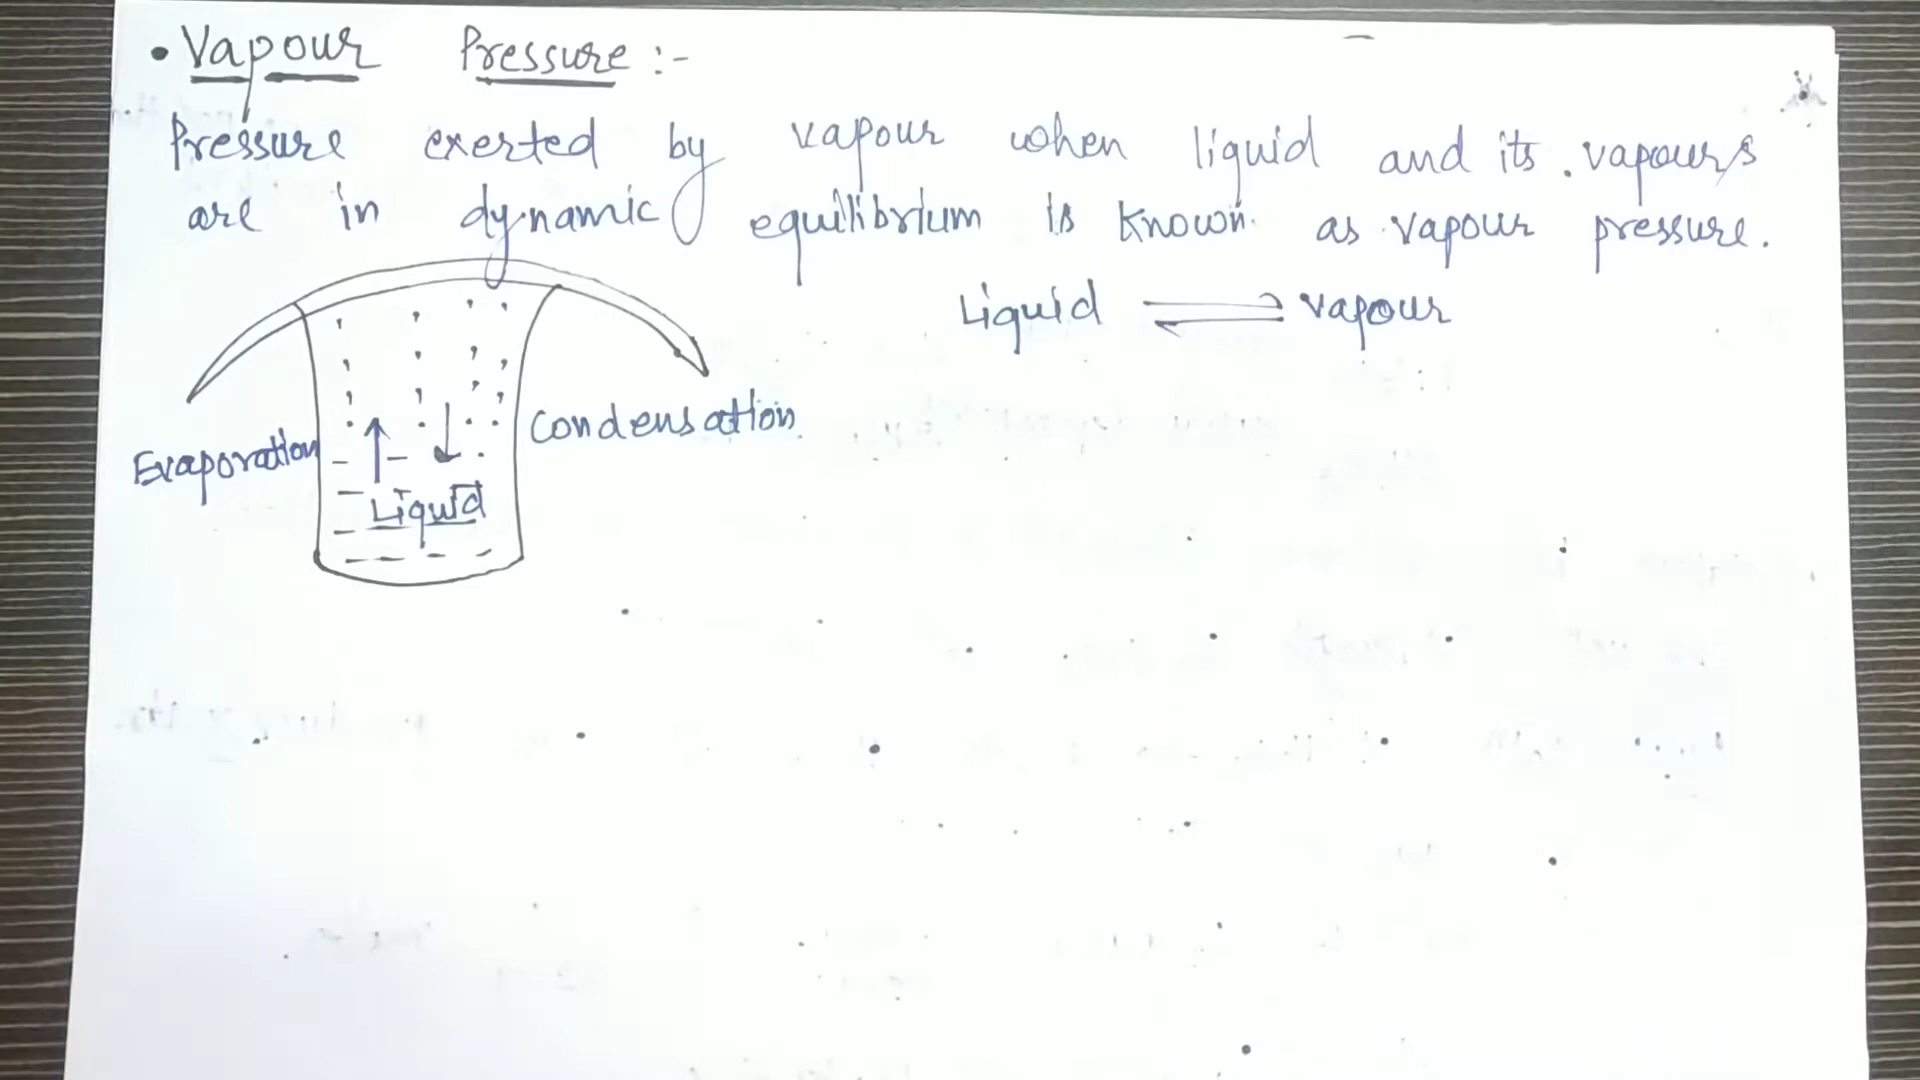 • Vapour Pressure :-
Pressure exerted by vapour when liquid and its vapours
are in dynamic equilibrium is known as vapour pressure.
Liquid ⇌ vapour
Evaporation
Condensation
Liquid